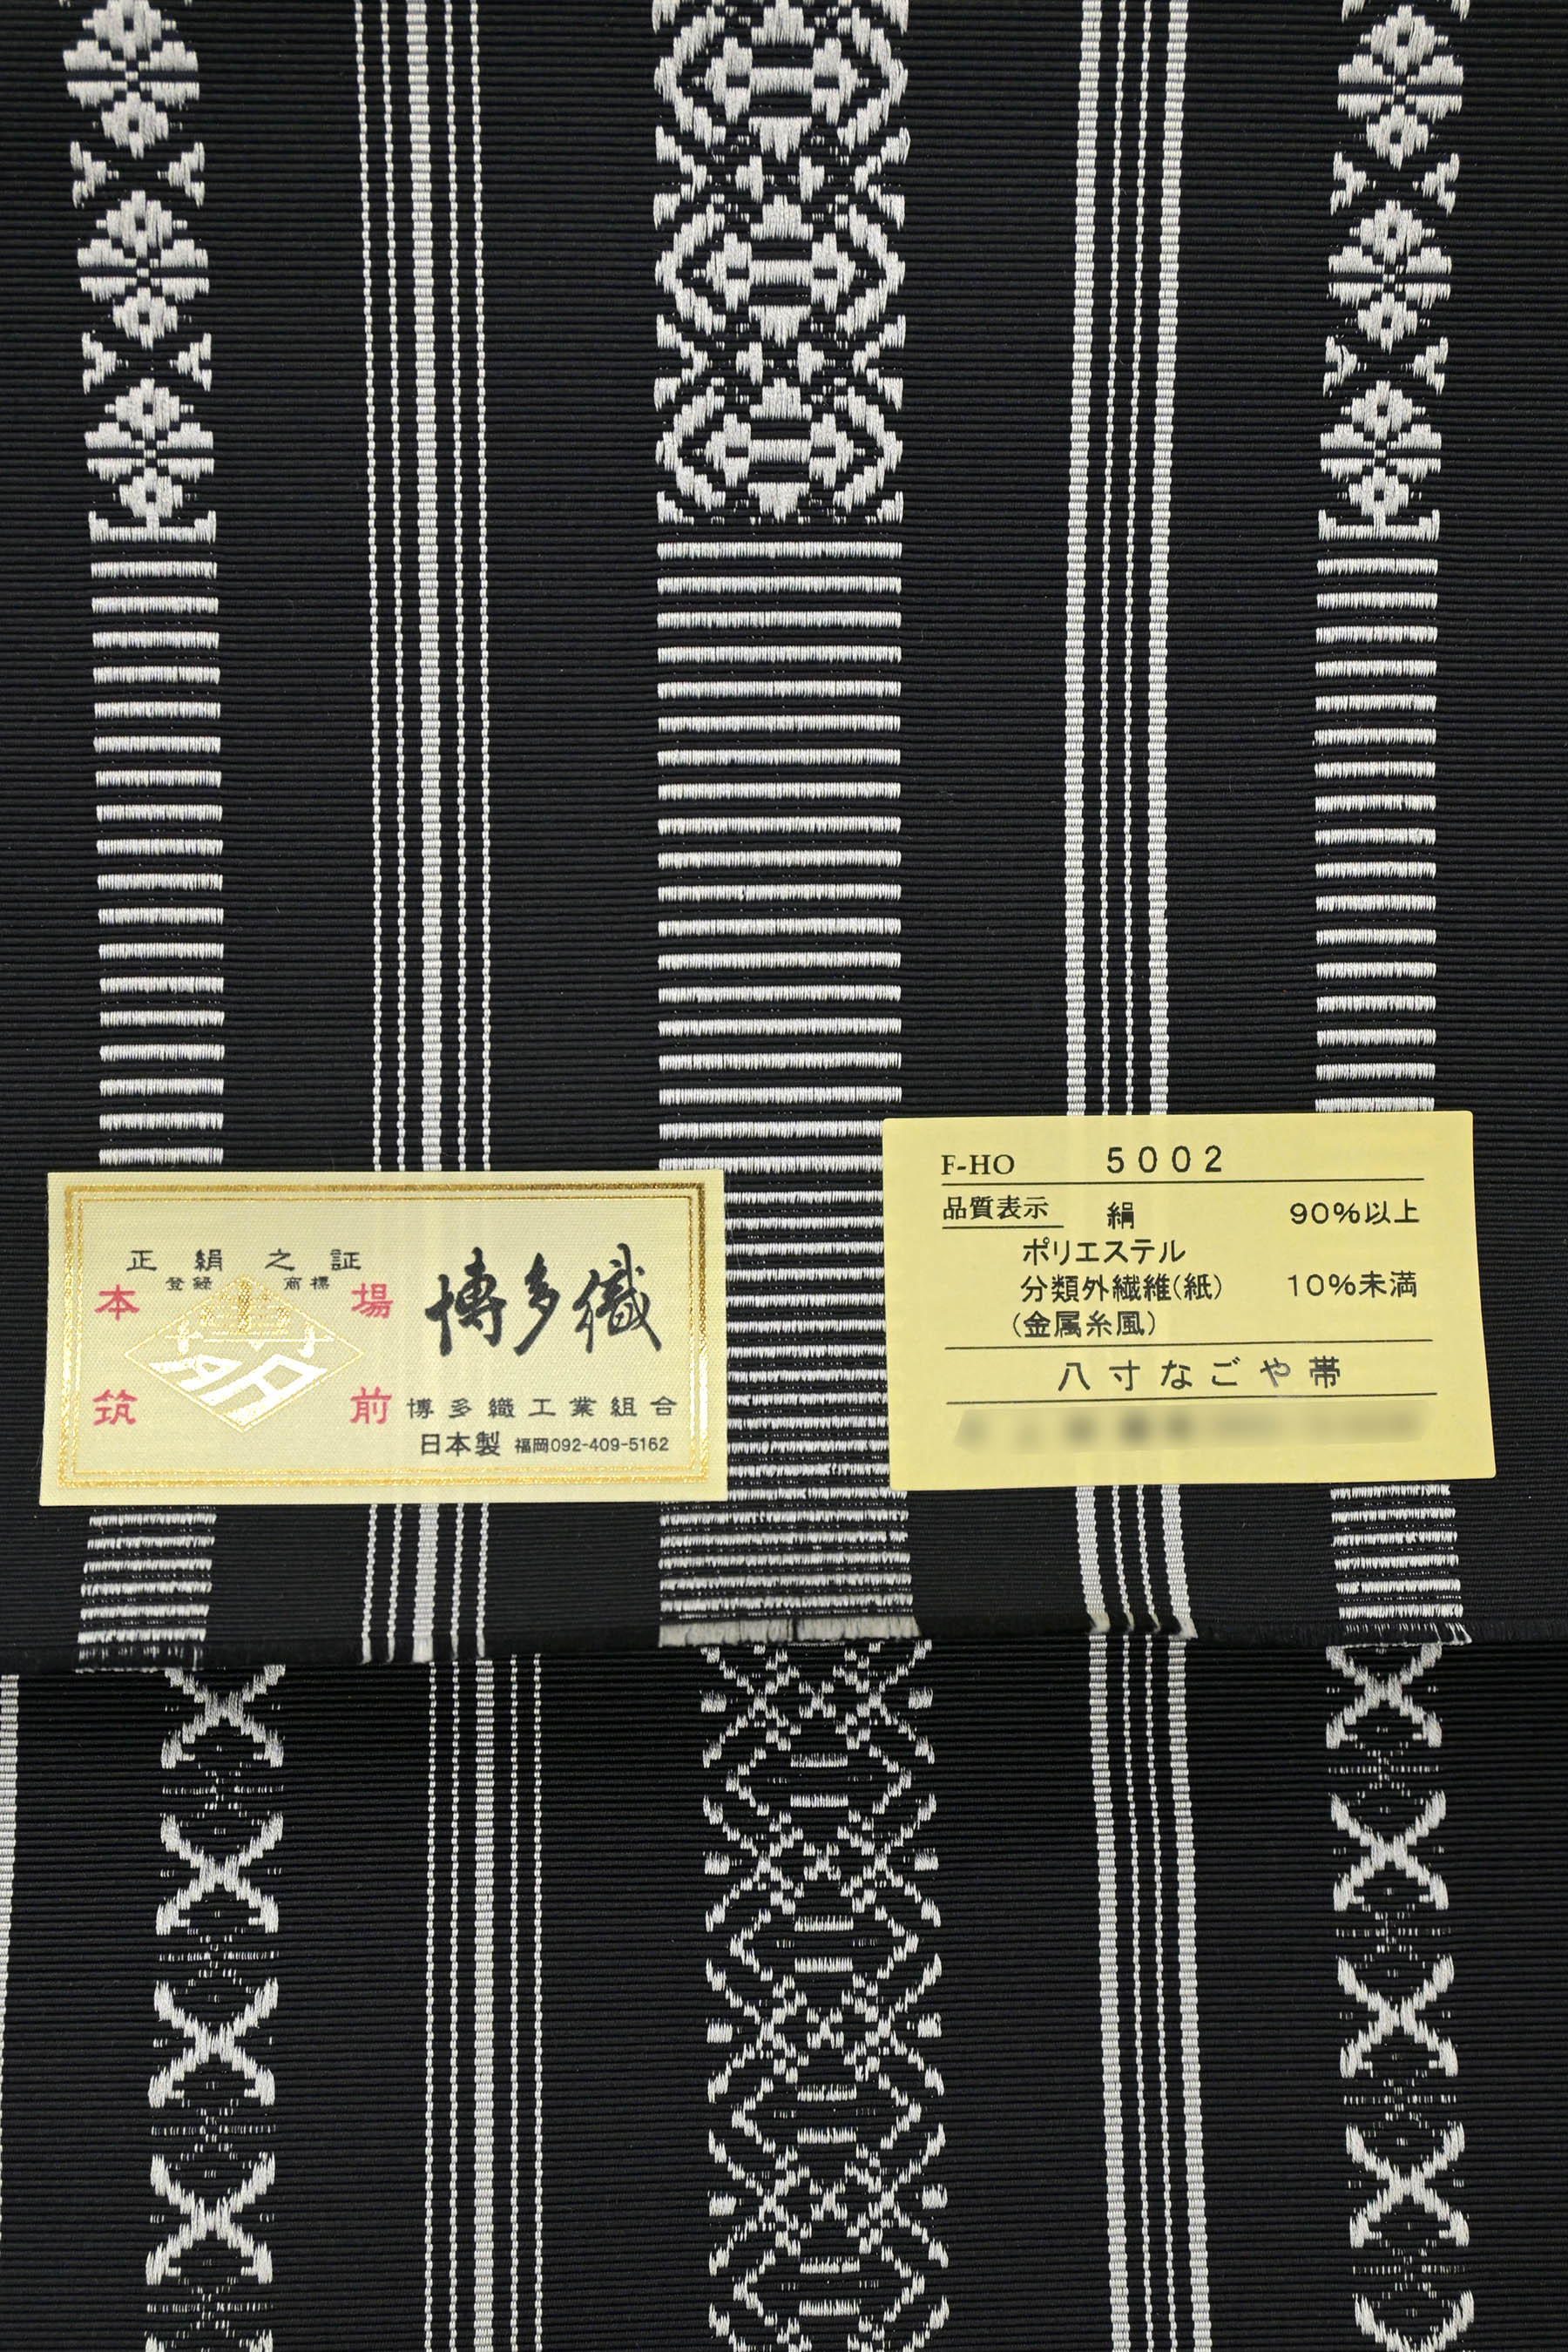 正絹之証
登録 商標
本場
筑前
博多織
博多織工業組合
日本製 福岡092-409-5162
F-HO 5002
品質表示 絹 90%以上
ポリエステル
分類外繊維(紙) 10%未満
(金属糸風)
八寸なごや帯